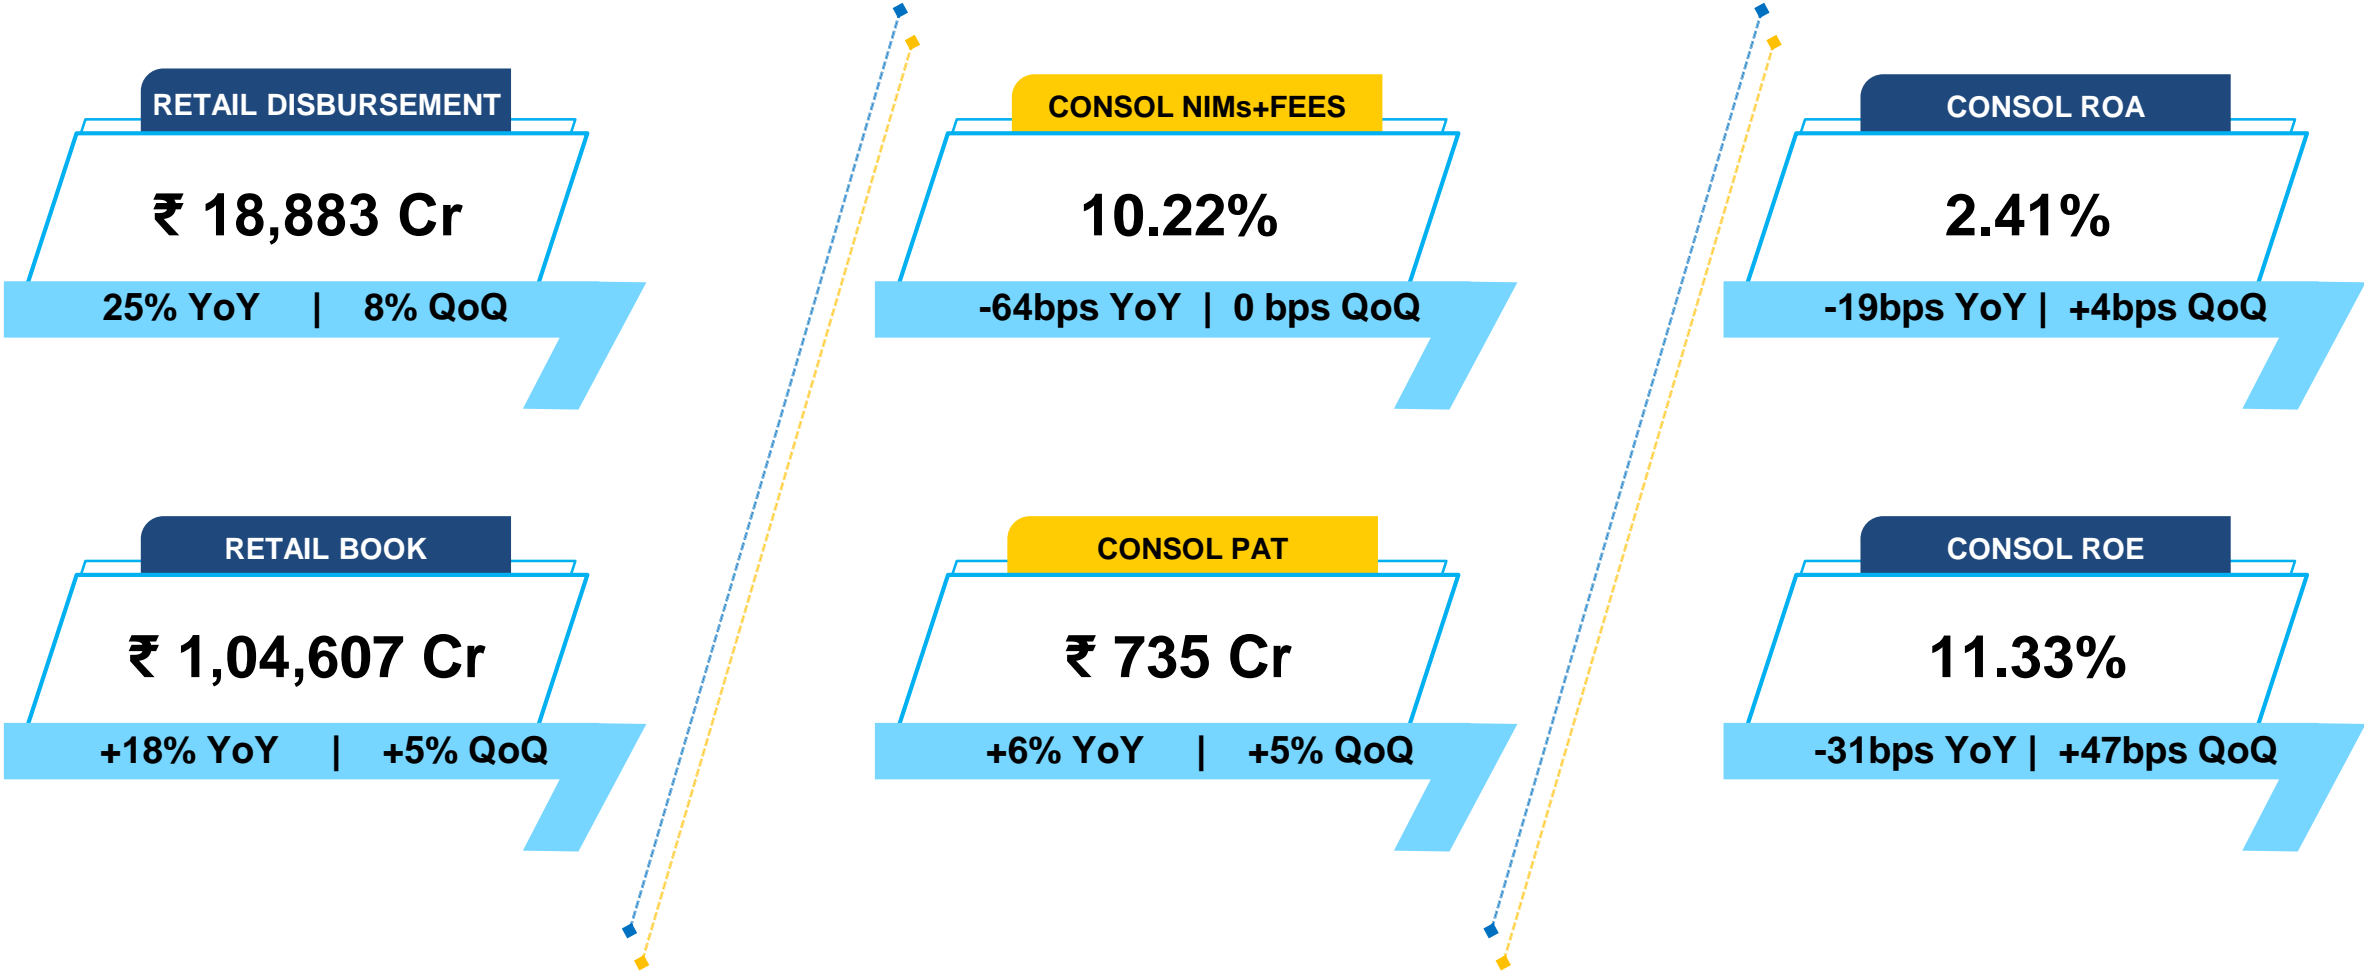 RETAIL DISBURSEMENT
₹ 18,883 Cr
25% YoY | 8% QoQ
CONSOL NIMs+FEES
10.22%
-64bps YoY | 0 bps QoQ
CONSOL ROA
2.41%
-19bps YoY | +4bps QoQ
RETAIL BOOK
₹ 1,04,607 Cr
+18% YoY | +5% QoQ
CONSOL PAT
₹ 735 Cr
+6% YoY | +5% QoQ
CONSOL ROE
11.33%
-31bps YoY | +47bps QoQ